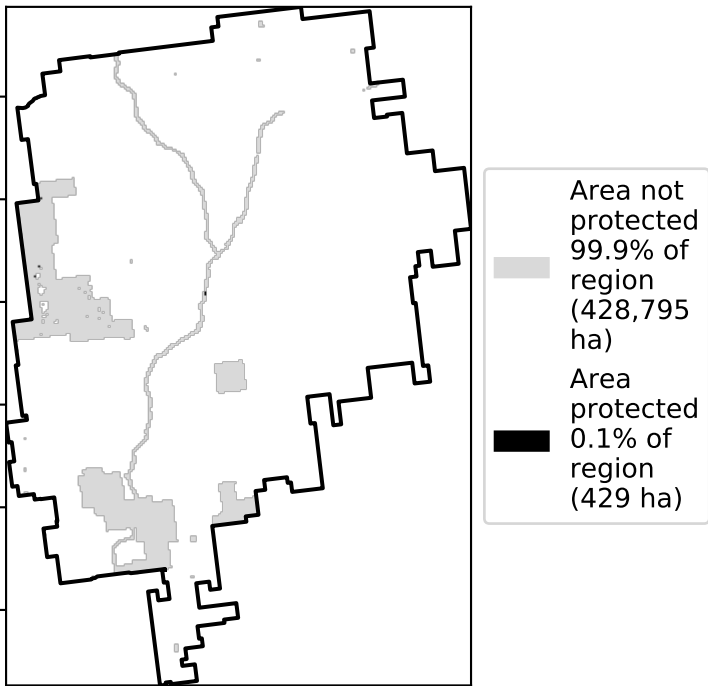 Area not
protected
99.9% of
region
(428,795
ha)
Area
protected
0.1% of
region
(429 ha)